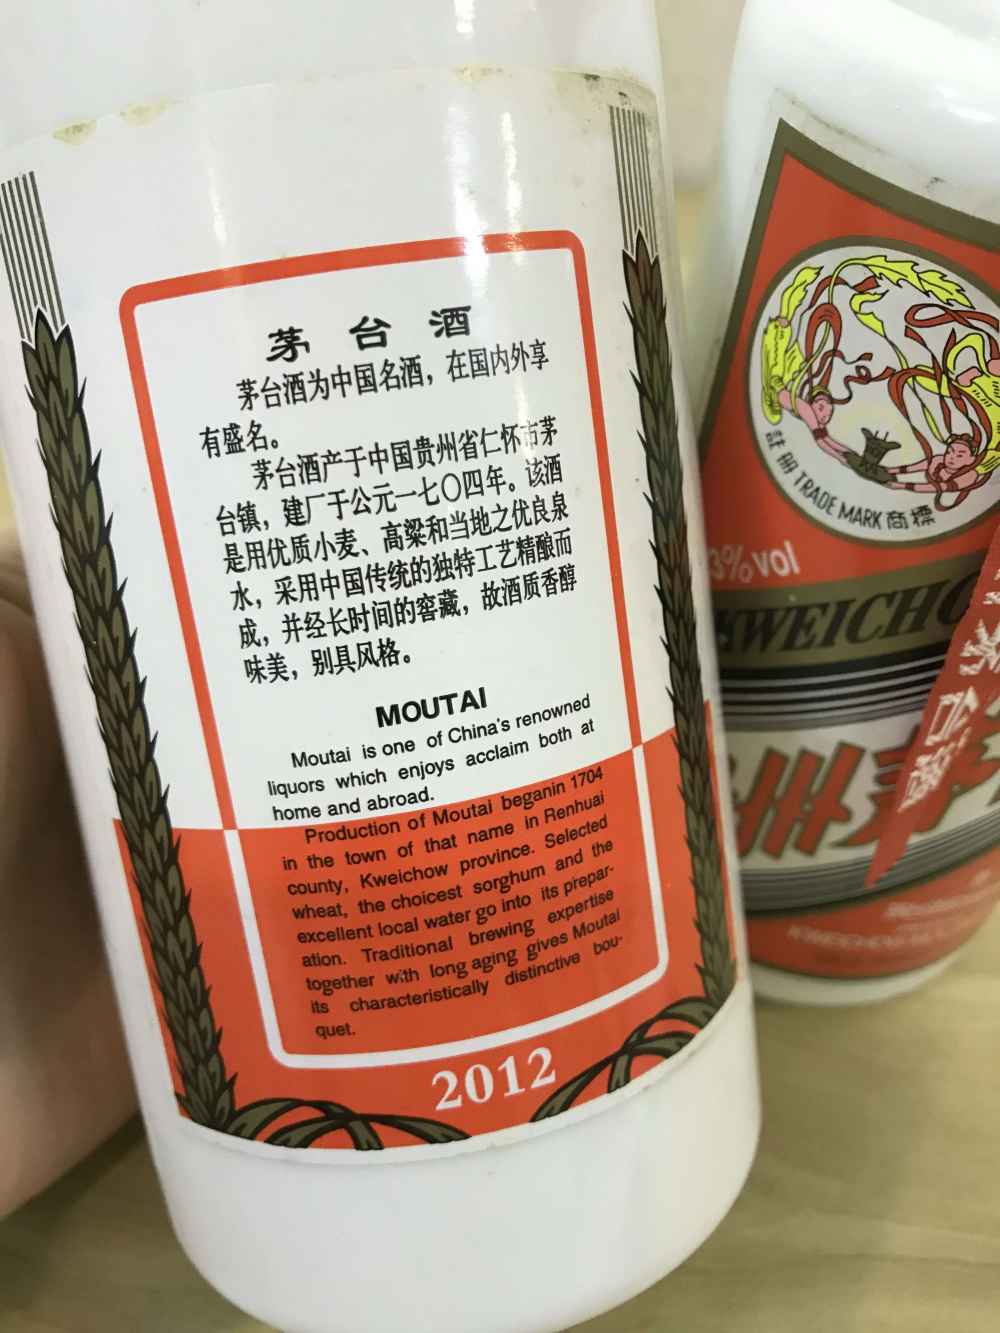 茅台酒
茅台酒为中国名酒，在国内外享
有盛名。
茅台酒产于中国贵州省仁怀市茅
台镇，建厂于公元一七〇四年。该酒
是用优质小麦、高粱和当地之优良泉
水，采用中国传统的独特工艺精酿而
成，并经长时间的窖藏，故酒质香醇
味美，别具风格。
MOUTAI
Moutai is one of China's renowned
liquors which enjoys acclaim both at
home and abroad.
Production of Moutai beganin 1704
in the town of that name in Renhuai
county, Kweichow province. Selected
wheat, the choicest sorghum and the
excellent local water go into its prepar-
ation. Traditional brewing expertise
together with long aging gives Moutai
its characteristically distinctive bou-
quet.
2012
註册 TRADE MARK 商標
3% vol
KWEICHO
州茅
茅台酒